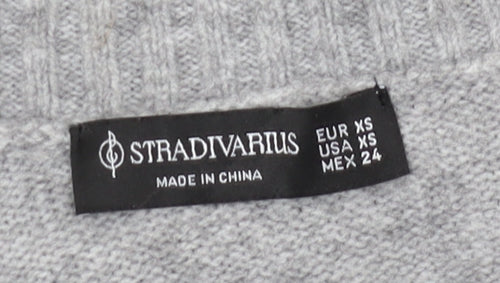 STRADIVARIUS
MADE IN CHINA
EUR XS
USA XS
MEX 24